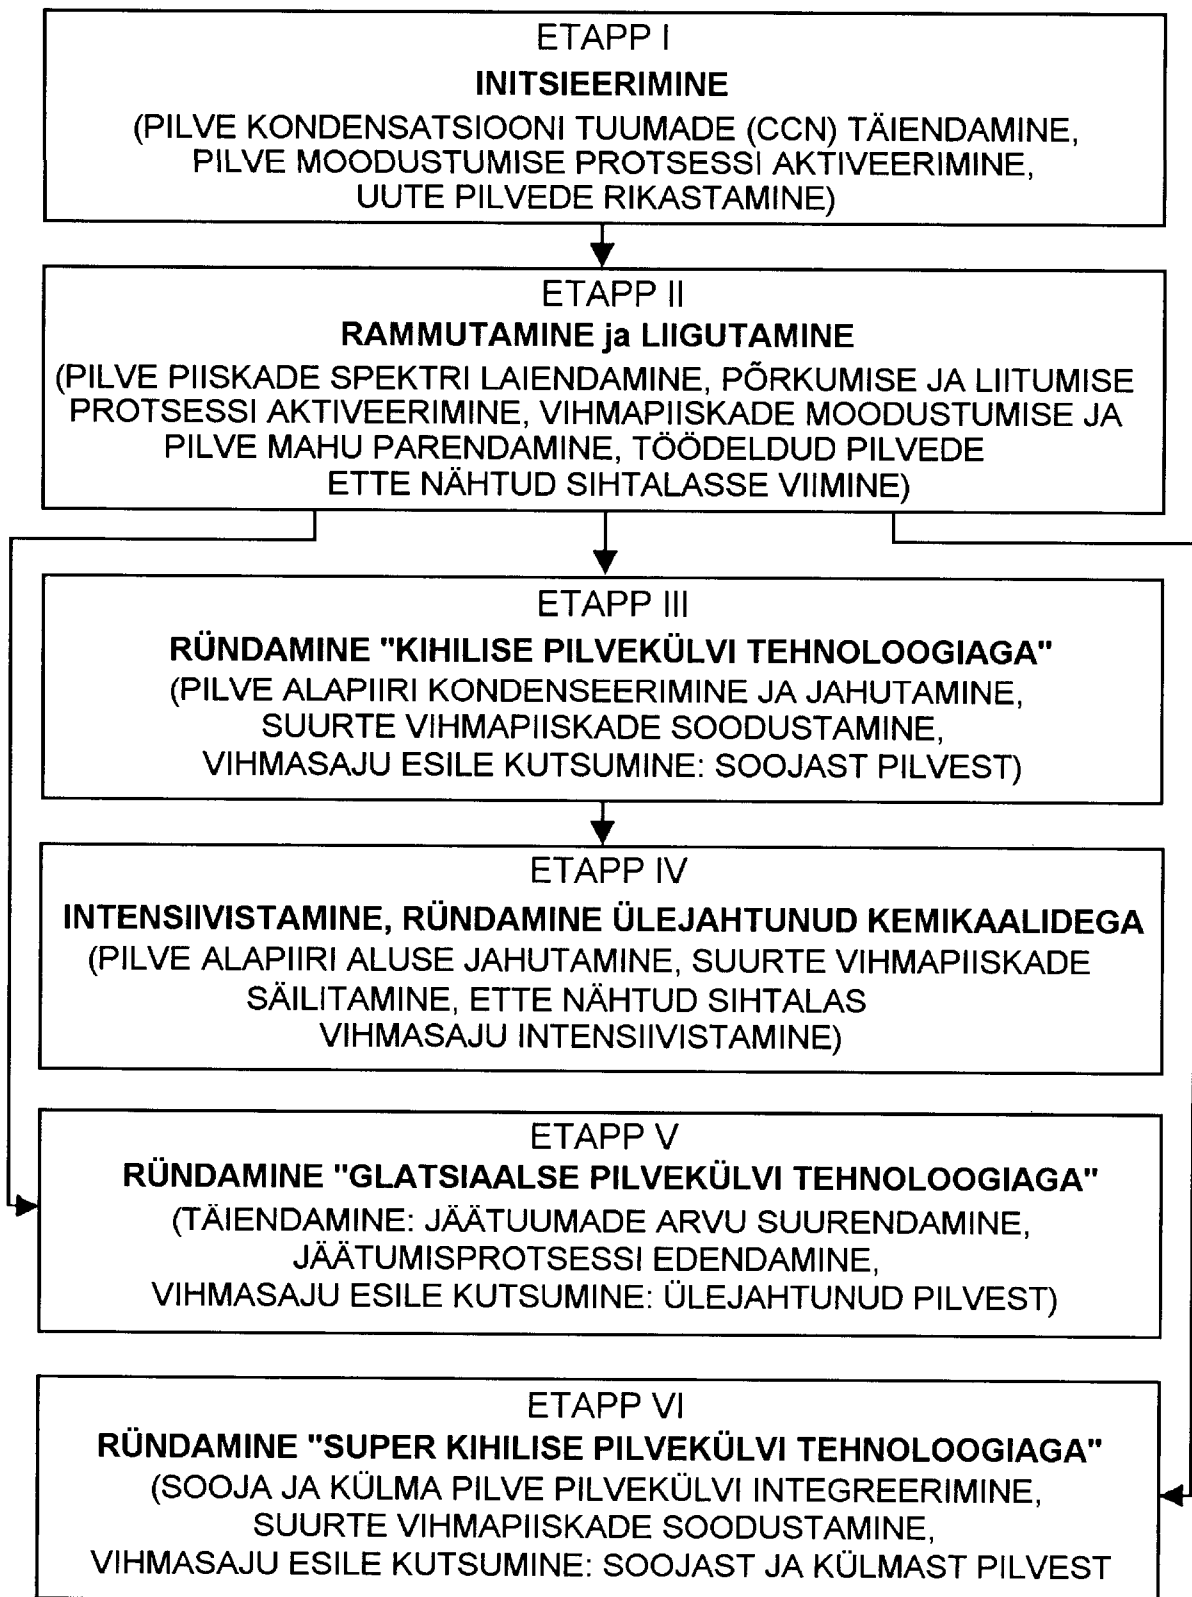 ETAPP I
INITSIEERIMINE
(PILVE KONDENSATSIOONI TUUMADE (CCN) TÄIENDAMINE,
PILVE MOODUSTUMISE PROTSESSI AKTIVEERIMINE,
UUTE PILVEDE RIKASTAMINE)
ETAPP II
RAMMUTAMINE ja LIIGUTAMINE
(PILVE PIISKADE SPEKTRI LAIENDAMINE, PÕRKUMISE JA LIITUMISE
PROTSESSI AKTIVEERIMINE, VIHMAPIISKADE MOODUSTUMISE JA
PILVE MAHU PARENDAMINE, TÖÖDELDUD PILVEDE
ETTE NÄHTUD SIHTALASSE VIIMINE)
ETAPP III
RÜNDAMINE "KIHILISE PILVEKÜLVI TEHNOLOOGIAGA"
(PILVE ALAPIIRI KONDENSEERIMINE JA JAHUTAMINE,
SUURTE VIHMAPIISKADE SOODUSTAMINE,
VIHMASAJU ESILE KUTSUMINE: SOOJAST PILVEST)
ETAPP IV
INTENSIIVISTAMINE, RÜNDAMINE ÜLEJAHTUNUD KEMIKAALIDEGA
(PILVE ALAPIIRI ALUSE JAHUTAMINE, SUURTE VIHMAPIISKADE
SÄILITAMINE, ETTE NÄHTUD SIHTALAS
VIHMASAJU INTENSIIVISTAMINE)
ETAPP V
RÜNDAMINE "GLATSIAALSE PILVEKÜLVI TEHNOLOOGIAGA"
(TÄIENDAMINE: JÄÄTUUMADE ARVU SUURENDAMINE,
JÄÄTUMISPROTSESSI EDENDAMINE,
VIHMASAJU ESILE KUTSUMINE: ÜLEJAHTUNUD PILVEST)
ETAPP VI
RÜNDAMINE "SUPER KIHILISE PILVEKÜLVI TEHNOLOOGIAGA"
(SOOJA JA KÜLMA PILVE PILVEKÜLVI INTEGREERIMINE,
SUURTE VIHMAPIISKADE SOODUSTAMINE,
VIHMASAJU ESILE KUTSUMINE: SOOJAST JA KÜLMAST PILVEST